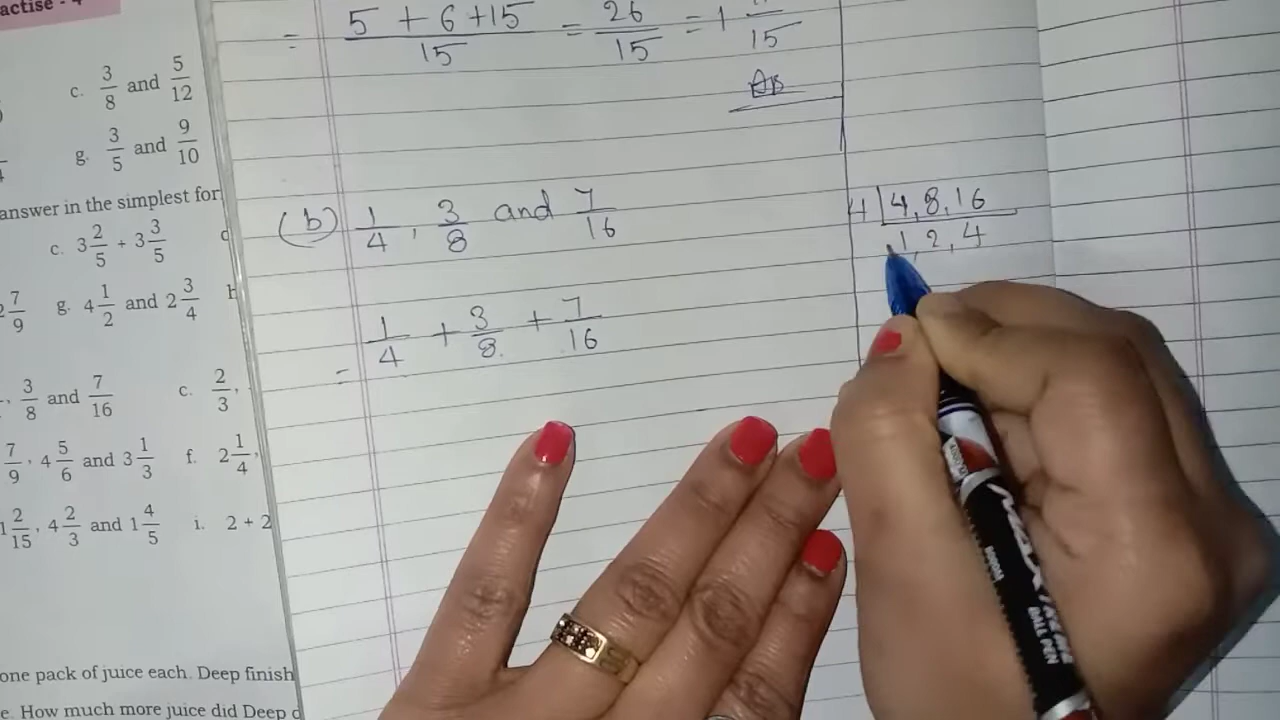 actise - 4
c. 3/8 and 5/12
g. 3/5 and 9/10
answer in the simplest for
c. 3 2/5 + 3 3/5
7/9 g. 4 1/2 and 2 3/4
, 3/8 and 7/16 c. 2/3,
7/9, 4 5/6 and 3 1/3 f. 2 1/4,
1 2/15, 4 2/3 and 1 4/5 i. 2 + 2
one pack of juice each. Deep finish
e. How much more juice did Deep
= 5 + 6 + 15 / 15 = 26/15 = 1 /15
(b) 1/4, 3/8 and 7/16
= 1/4 + 3/8 + 7/16
4 | 4, 8, 16
1, 2, 4
MAX
BALL PEN